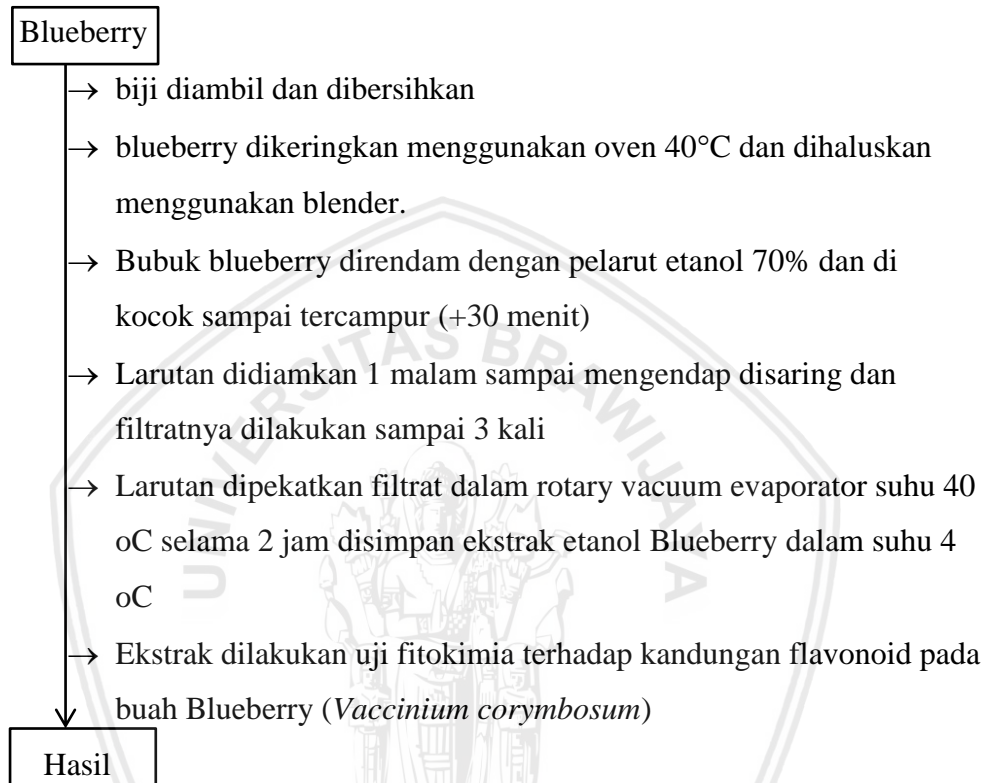 Blueberry
→ biji diambil dan dibersihkan
→ blueberry dikeringkan menggunakan oven 40°C dan dihaluskan
menggunakan blender.
→ Bubuk blueberry direndam dengan pelarut etanol 70% dan di
kocok sampai tercampur (+30 menit)
→ Larutan didiamkan 1 malam sampai mengendap disaring dan
filtratnya dilakukan sampai 3 kali
→ Larutan dipekatkan filtrat dalam rotary vacuum evaporator suhu 40
oC selama 2 jam disimpan ekstrak etanol Blueberry dalam suhu 4
oC
→ Ekstrak dilakukan uji fitokimia terhadap kandungan flavonoid pada
buah Blueberry (Vaccinium corymbosum)
Hasil
UNIVERSITAS BRAWIJAYA